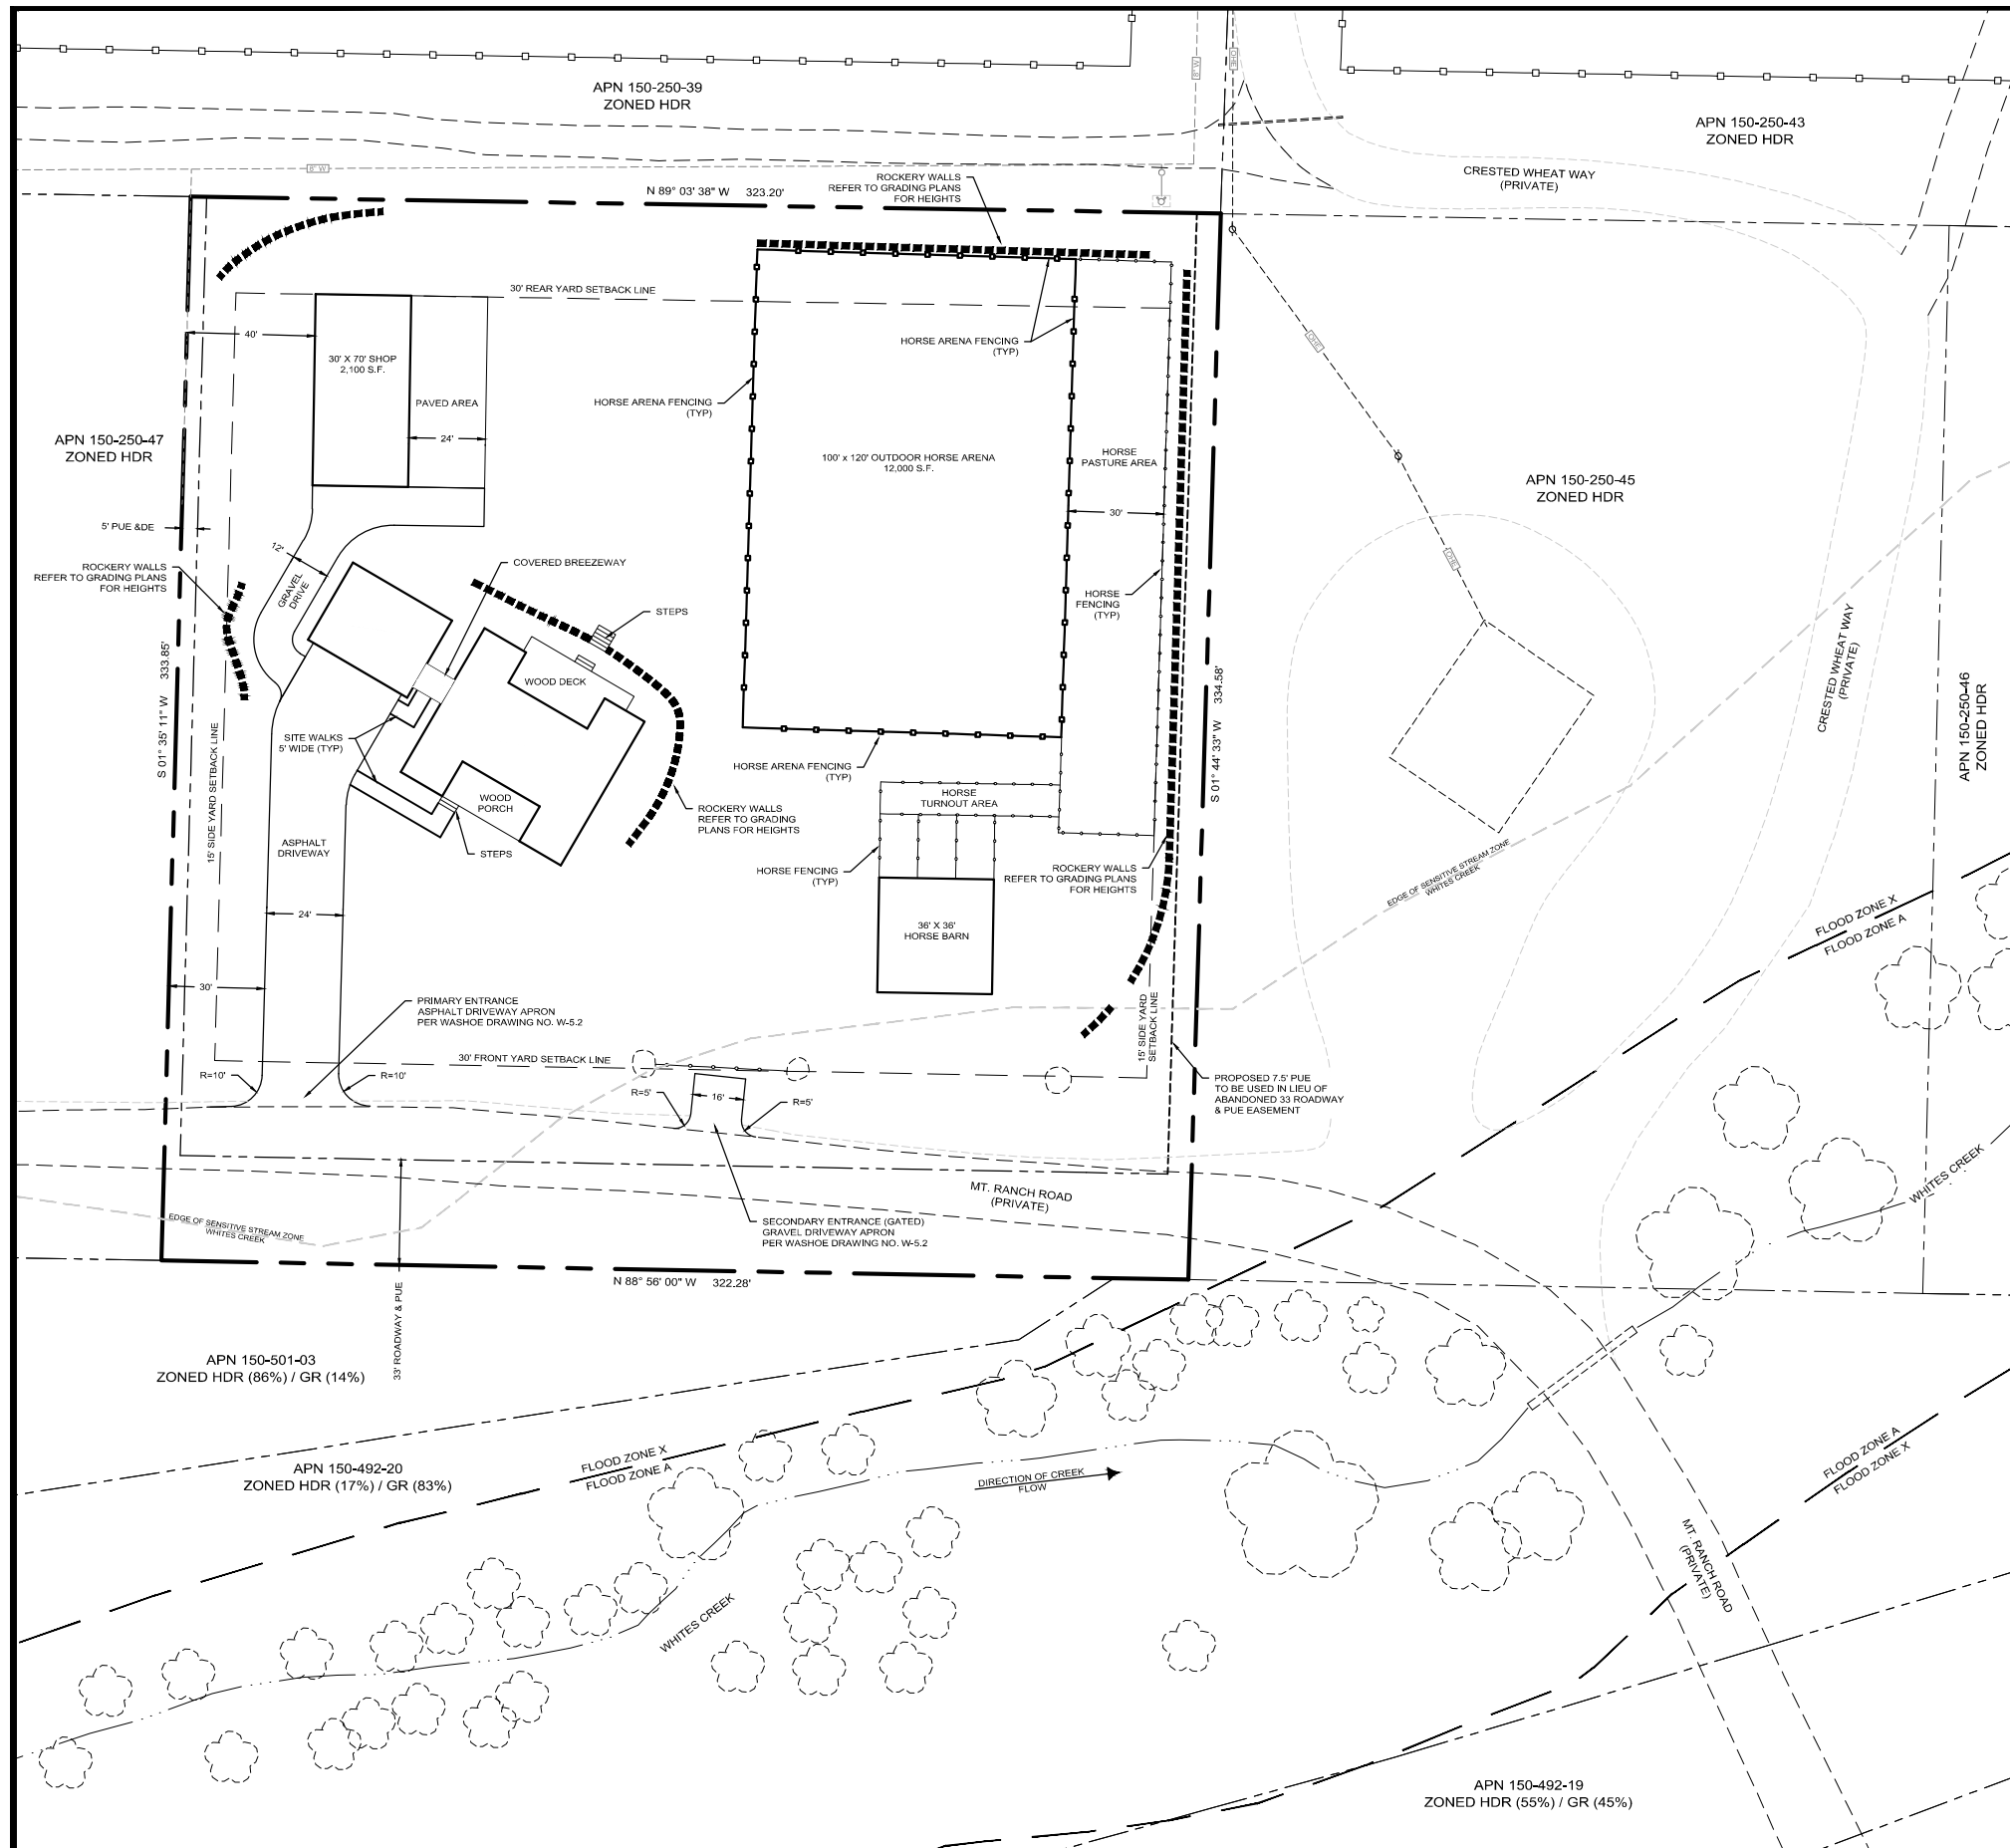 APN 150-250-39
ZONED HDR
8" W
OHE
APN 150-250-43
ZONED HDR
8" W
CRESTED WHEAT WAY
(PRIVATE)
ROCKERY WALLS
REFER TO GRADING PLANS
FOR HEIGHTS
N 89° 03' 38" W 323.20'
30' REAR YARD SETBACK LINE
40'
30' X 70' SHOP
2,100 S.F.
PAVED AREA
24'
HORSE ARENA FENCING
(TYP)
HORSE ARENA FENCING
(TYP)
OHE
APN 150-250-47
ZONED HDR
100' x 120' OUTDOOR HORSE ARENA
12,000 S.F.
HORSE
PASTURE AREA
30'
APN 150-250-45
ZONED HDR
5' PUE &DE
12'
GRAVEL
DRIVE
ROCKERY WALLS
REFER TO GRADING PLANS
FOR HEIGHTS
COVERED BREEZEWAY
STEPS
HORSE
FENCING
(TYP)
OHE
CRESTED WHEAT WAY
(PRIVATE)
S 01° 35' 11" W 333.85'
WOOD DECK
S 01° 44' 33" W 334.58'
APN 150-250-46
ZONED HDR
15' SIDE YARD SETBACK LINE
SITE WALKS
5' WIDE (TYP)
HORSE ARENA FENCING
(TYP)
HORSE
TURNOUT AREA
WOOD
PORCH
ROCKERY WALLS
REFER TO GRADING
PLANS FOR HEIGHTS
ASPHALT
DRIVEWAY
STEPS
HORSE FENCING
(TYP)
ROCKERY WALLS
REFER TO GRADING PLANS
FOR HEIGHTS
EDGE OF SENSITIVE STREAM ZONE
WHITES CREEK
24'
36' X 36'
HORSE BARN
FLOOD ZONE X
FLOOD ZONE A
30'
PRIMARY ENTRANCE
ASPHALT DRIVEWAY APRON
PER WASHOE DRAWING NO. W-5.2
15' SIDE YARD
SETBACK LINE
30' FRONT YARD SETBACK LINE
R=10'
R=10'
R=5'
16'
R=5'
PROPOSED 7.5' PUE
TO BE USED IN LIEU OF
ABANDONED 33 ROADWAY
& PUE EASEMENT
WHITES CREEK
MT. RANCH ROAD
(PRIVATE)
EDGE OF SENSITIVE STREAM ZONE
WHITES CREEK
SECONDARY ENTRANCE (GATED)
GRAVEL DRIVEWAY APRON
PER WASHOE DRAWING NO. W-5.2
N 88° 56' 00" W 322.28'
33' ROADWAY & PUE
APN 150-501-03
ZONED HDR (86%) / GR (14%)
FLOOD ZONE X
FLOOD ZONE A
APN 150-492-20
ZONED HDR (17%) / GR (83%)
DIRECTION OF CREEK
FLOW
FLOOD ZONE A
FLOOD ZONE X
MT. RANCH ROAD
(PRIVATE)
WHITES CREEK
APN 150-492-19
ZONED HDR (55%) / GR (45%)